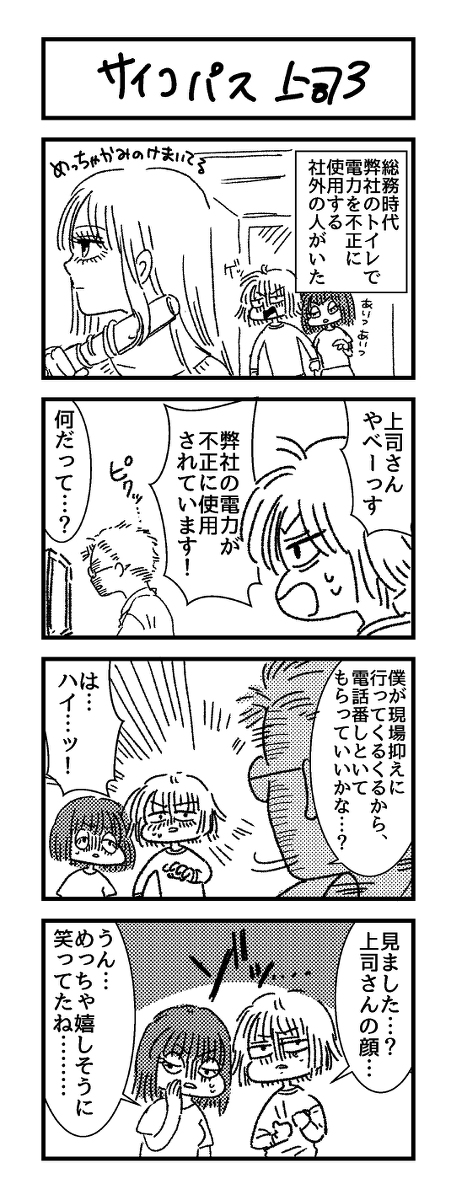 サイコパス上司3
総務時代
弊社のトイレで
電力を不正に
使用する
社外の人がいた
めっちゃかみのけまいてる
ゲ
あいつあいつ
上司さん
やべーっす
弊社の電力が
不正に使用
されています！
ピクッ…
何だって…？
僕が現場抑えに
行ってくるくるから、
電話番しといて
もらっていいかな…？
は…
ハイ…ッ！
見ました…？
上司さんの顔…
うん…
めっちゃ嬉しそうに
笑ってたね………